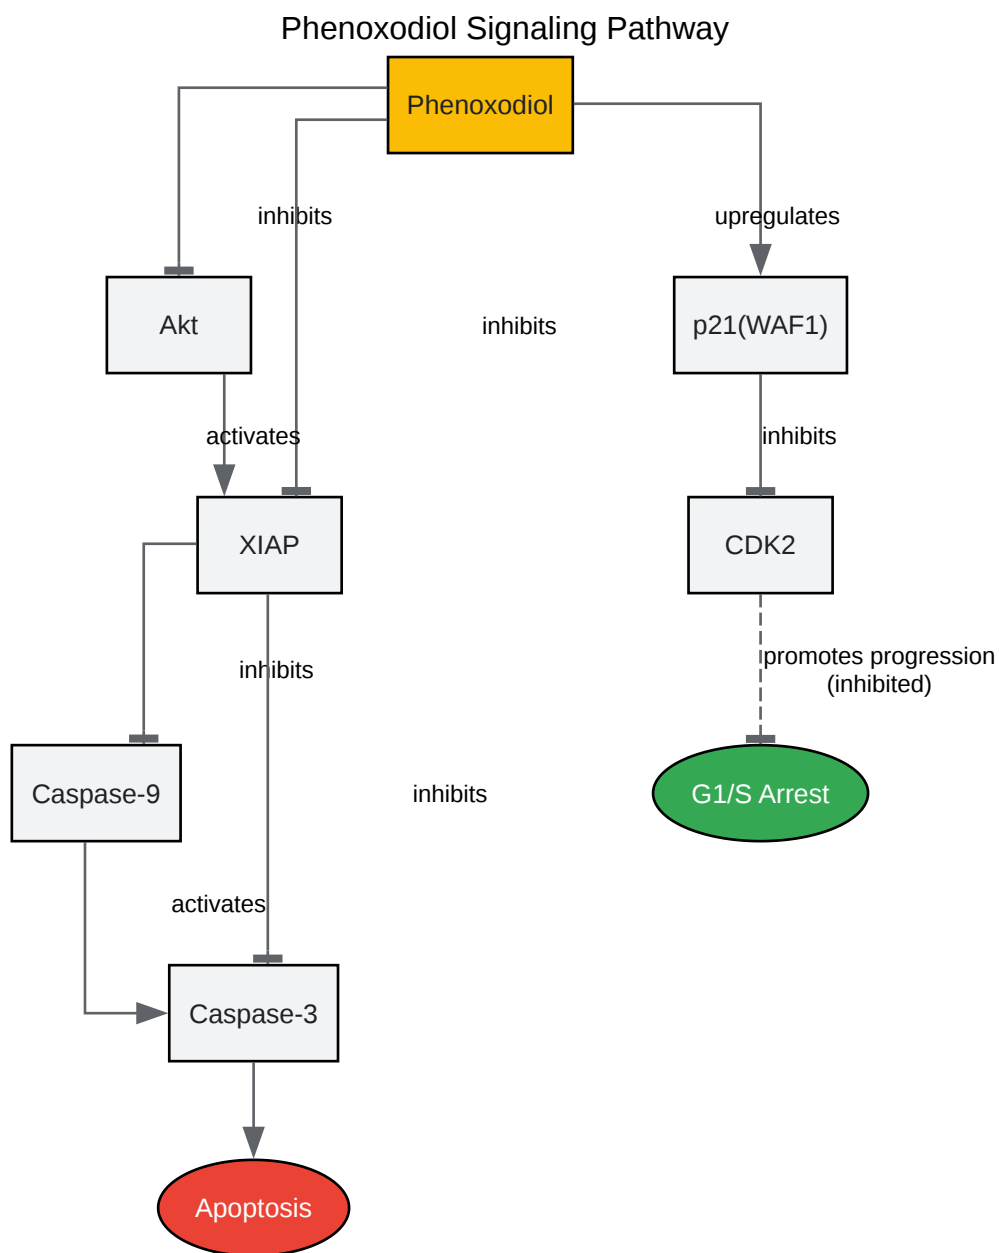 Phenoxodiol Signaling Pathway
Phenoxodiol
inhibits
upregulates
Akt
inhibits
p21(WAF1)
activates
inhibits
XIAP
CDK2
inhibits
promotes progression
(inhibited)
Caspase-9
inhibits
G1/S Arrest
activates
Caspase-3
Apoptosis